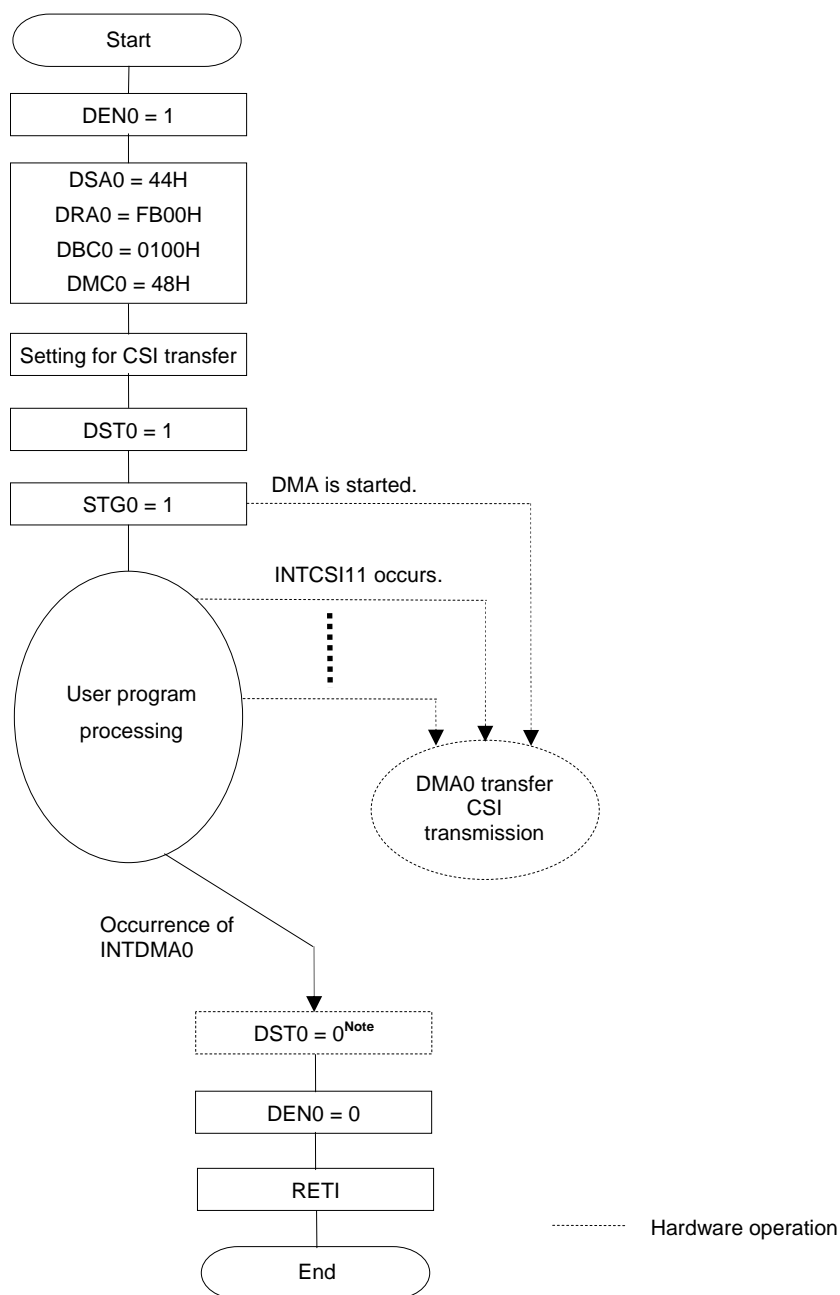 Start
DEN0 = 1
DSA0 = 44H
DRA0 = FB00H
DBC0 = 0100H
DMC0 = 48H
Setting for CSI transfer
DST0 = 1
STG0 = 1
DMA is started.
INTCSI11 occurs.
User program
processing
DMA0 transfer
CSI
transmission
Occurrence of
INTDMA0
DST0 = 0Note
DEN0 = 0
RETI
Hardware operation
End